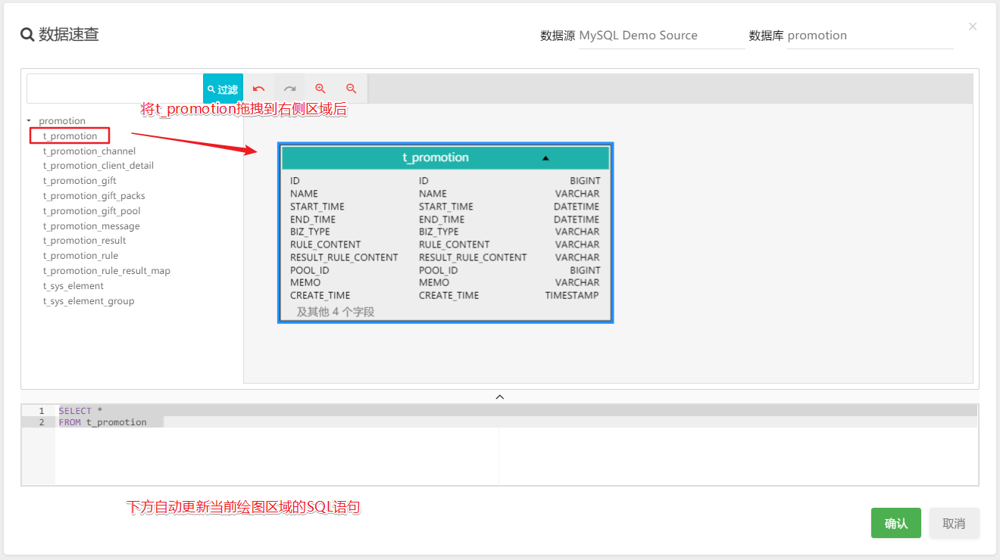 数据速查
数据源 MySQL Demo Source 数据库 promotion
过滤
将t_promotion拖拽到右侧区域后
promotion
t_promotion
t_promotion_channel
t_promotion_client_detail
t_promotion_gift
t_promotion_gift_packs
t_promotion_gift_pool
t_promotion_message
t_promotion_result
t_promotion_rule
t_promotion_rule_result_map
t_sys_element
t_sys_element_group
t_promotion
ID ID BIGINT
NAME NAME VARCHAR
START_TIME START_TIME DATETIME
END_TIME END_TIME DATETIME
BIZ_TYPE BIZ_TYPE VARCHAR
RULE_CONTENT RULE_CONTENT VARCHAR
RESULT_RULE_CONTENT RESULT_RULE_CONTENT VARCHAR
POOL_ID POOL_ID BIGINT
MEMO MEMO VARCHAR
CREATE_TIME CREATE_TIME TIMESTAMP
及其他 4 个字段
1 SELECT *
2 FROM t_promotion
下方自动更新当前绘图区域的SQL语句
确认 取消